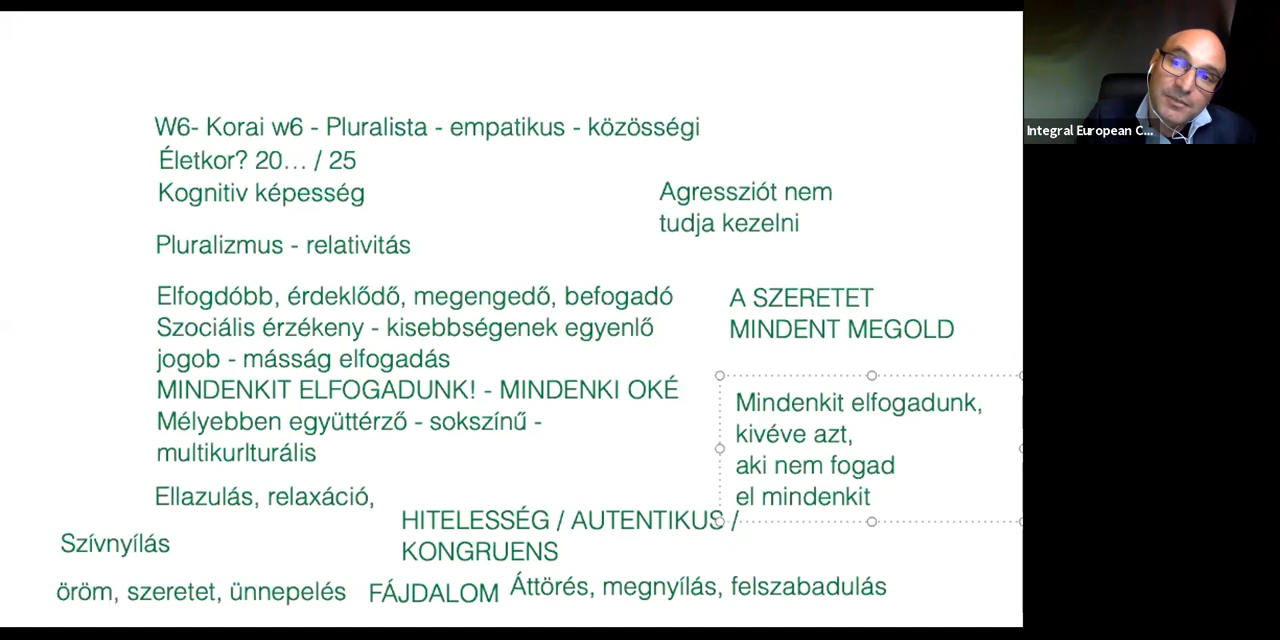 W6- Korai w6 - Pluralista - empatikus - közösségi
Életkor? 20… / 25
Kognitiv képesség
Agressziót nem
tudja kezelni
Pluralizmus - relativitás
Elfogdóbb, érdeklődő, megengedő, befogadó
Szociális érzékeny - kisebbségenek egyenlő
jogob - másság elfogadás
MINDENKIT ELFOGADUNK! - MINDENKI OKÉ
Mélyebben együttérző - sokszínű -
multikurlturális
A SZERETET
MINDENT MEGOLD
Mindenkit elfogadunk,
kivéve azt,
aki nem fogad
el mindenkit
Ellazulás, relaxáció,
HITELESSÉG / AUTENTIKUS /
KONGRUENS
Szívnyílás
öröm, szeretet, ünnepelés
FÁJDALOM
Áttörés, megnyílás, felszabadulás
Integral European C...